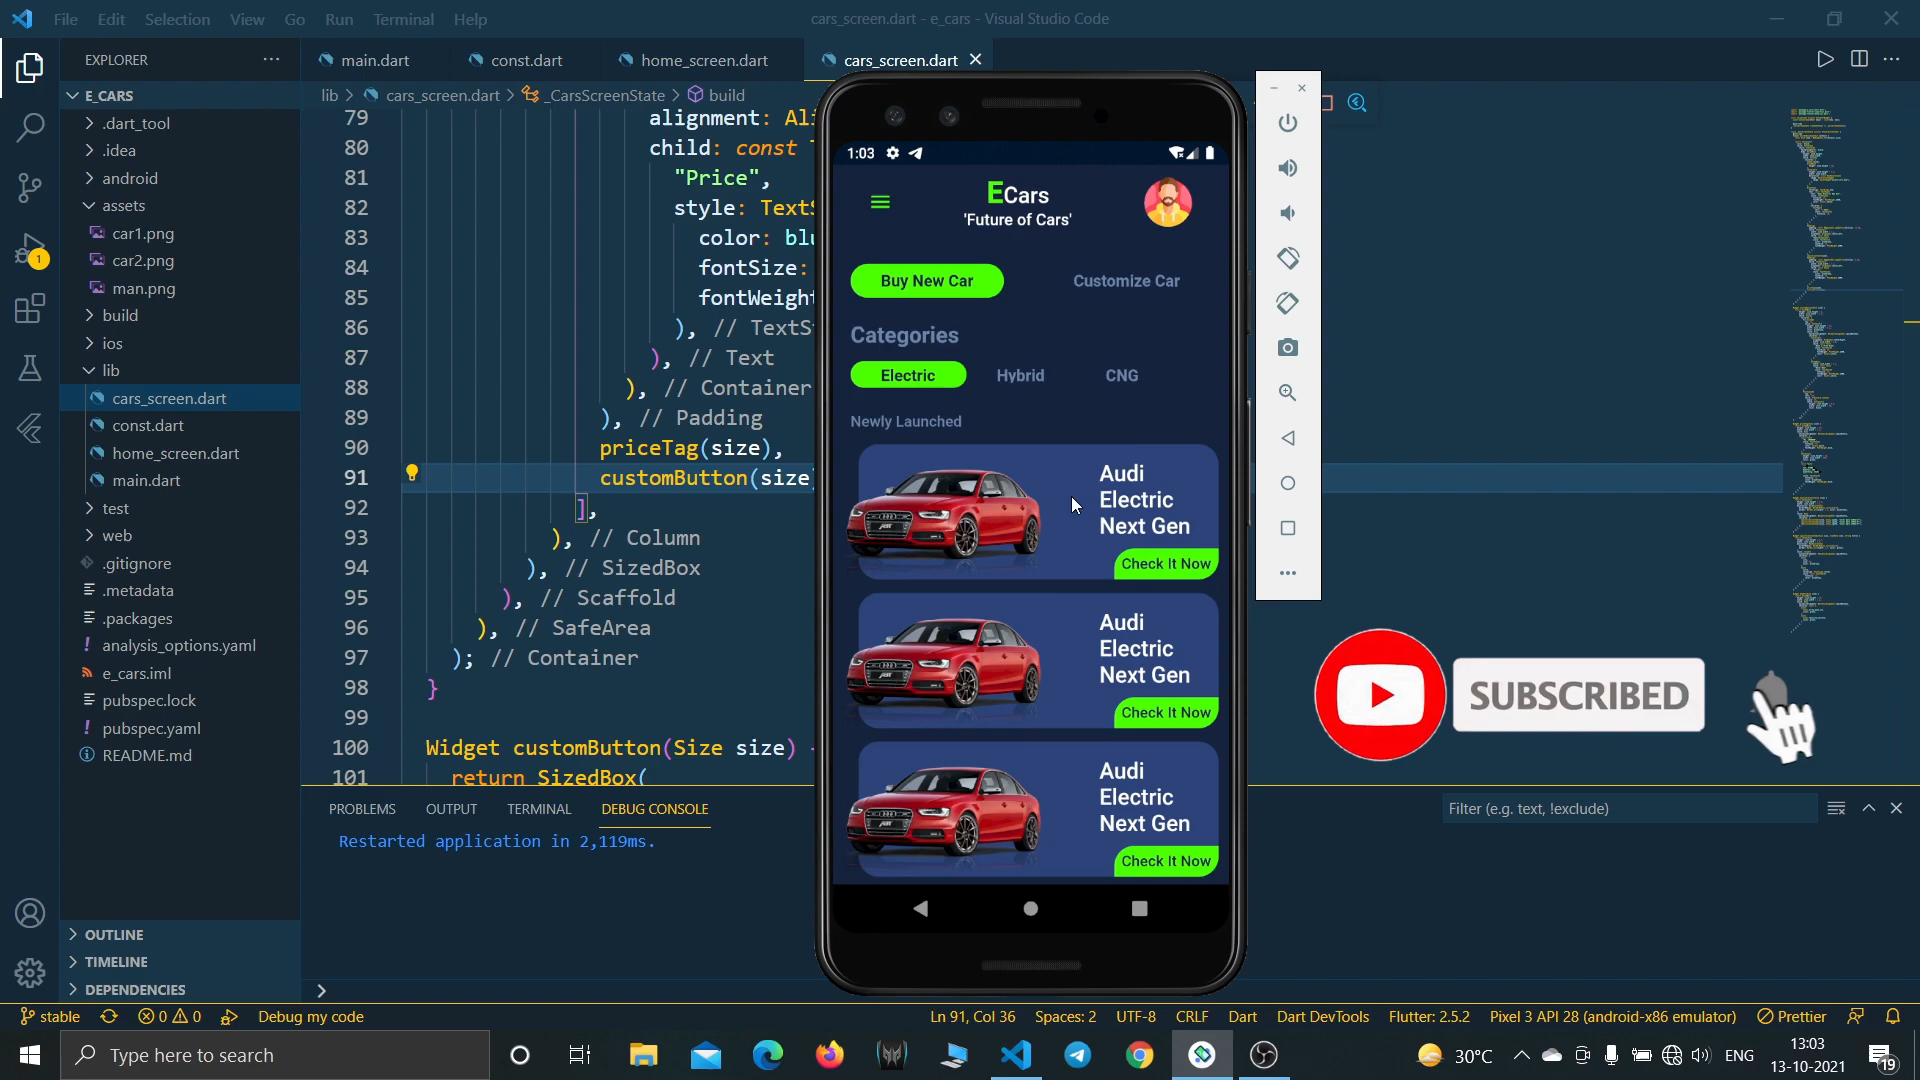 File Edit Selection View Go Run Terminal Help
cars_screen.dart - e_cars - Visual Studio Code
EXPLORER
main.dart
const.dart
home_screen.dart
cars_screen.dart
E_CARS
lib > cars_screen.dart > _CarsScreenState > build
.dart_tool
.idea
android
assets
car1.png
car2.png
man.png
build
ios
lib
cars_screen.dart
const.dart
home_screen.dart
main.dart
test
web
.gitignore
.metadata
.packages
analysis_options.yaml
e_cars.iml
pubspec.lock
pubspec.yaml
README.md
OUTLINE
TIMELINE
DEPENDENCIES
79 alignment: Al
80 child: const
81 "Price",
82 style: Text
83 color: bl
84 fontSize:
85 fontWeight
86 ), // TextS
87 ), // Text
88 ), // Container
89 ), // Padding
90 priceTag(size),
91 customButton(size
92 ],
93 ), // Column
94 ), // SizedBox
95 ), // Scaffold
96 ), // SafeArea
97 ); // Container
98 }
99
100 Widget customButton(Size size)
101 return SizedBox(
1:03
ECars
'Future of Cars'
Buy New Car
Customize Car
Categories
Electric
Hybrid
CNG
Newly Launched
Audi
Electric
Next Gen
Check It Now
Audi
Electric
Next Gen
Check It Now
Audi
Electric
Next Gen
Check It Now
SUBSCRIBED
PROBLEMS OUTPUT TERMINAL DEBUG CONSOLE
Filter (e.g. text, !exclude)
Restarted application in 2,119ms.
stable
0 0
Debug my code
Ln 91, Col 36
Spaces: 2
UTF-8
CRLF
Dart
Dart DevTools
Flutter: 2.5.2
Pixel 3 API 28 (android-x86 emulator)
Prettier
Type here to search
30°C
ENG
13:03
13-10-2021
19
1